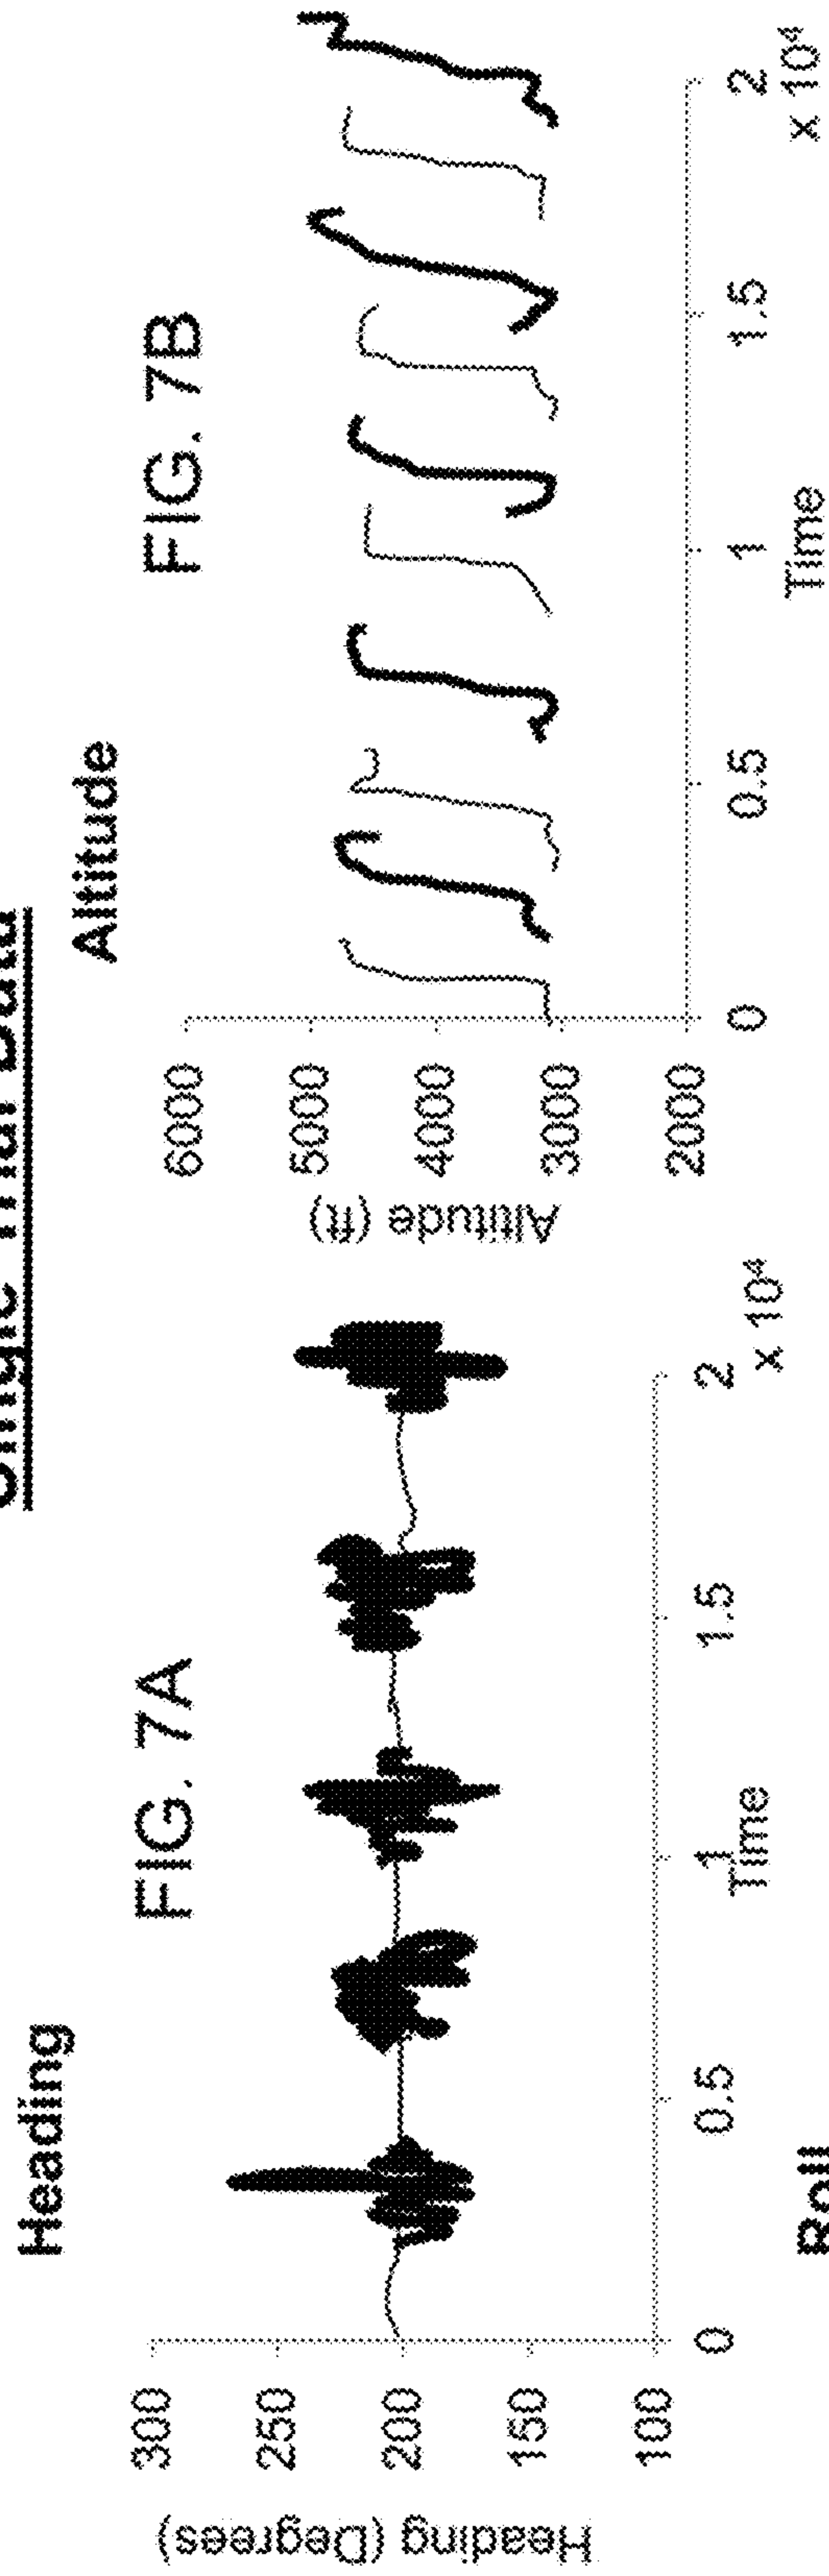 Heading
FIG. 7A
Heading (Degrees)
300
250
200
150
100
0
0.5
1
1.5
2
x 10⁴
Time
Altitude
FIG. 7B
Altitude (ft)
6000
5000
4000
3000
2000
0
0.5
1
1.5
2
x 10⁴
Time